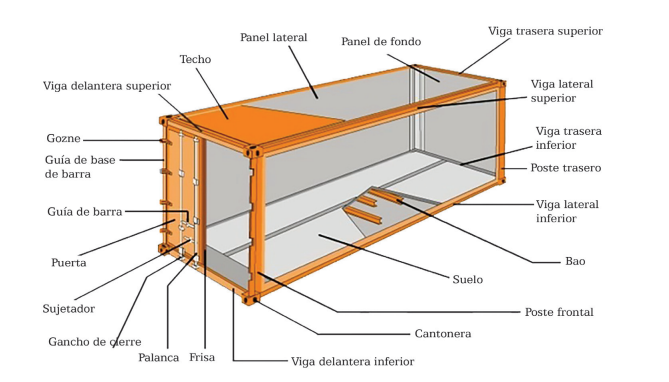 Viga trasera superior
Panel lateral
Panel de fondo
Techo
Viga delantera superior
Viga lateral
superior
Gozne
Viga trasera
inferior
Guía de base
de barra
Poste trasero
Guía de barra
Viga lateral
inferior
Puerta
Bao
Suelo
Sujetador
Poste frontal
Gancho de cierre
Cantonera
Palanca
Frisa
Viga delantera inferior